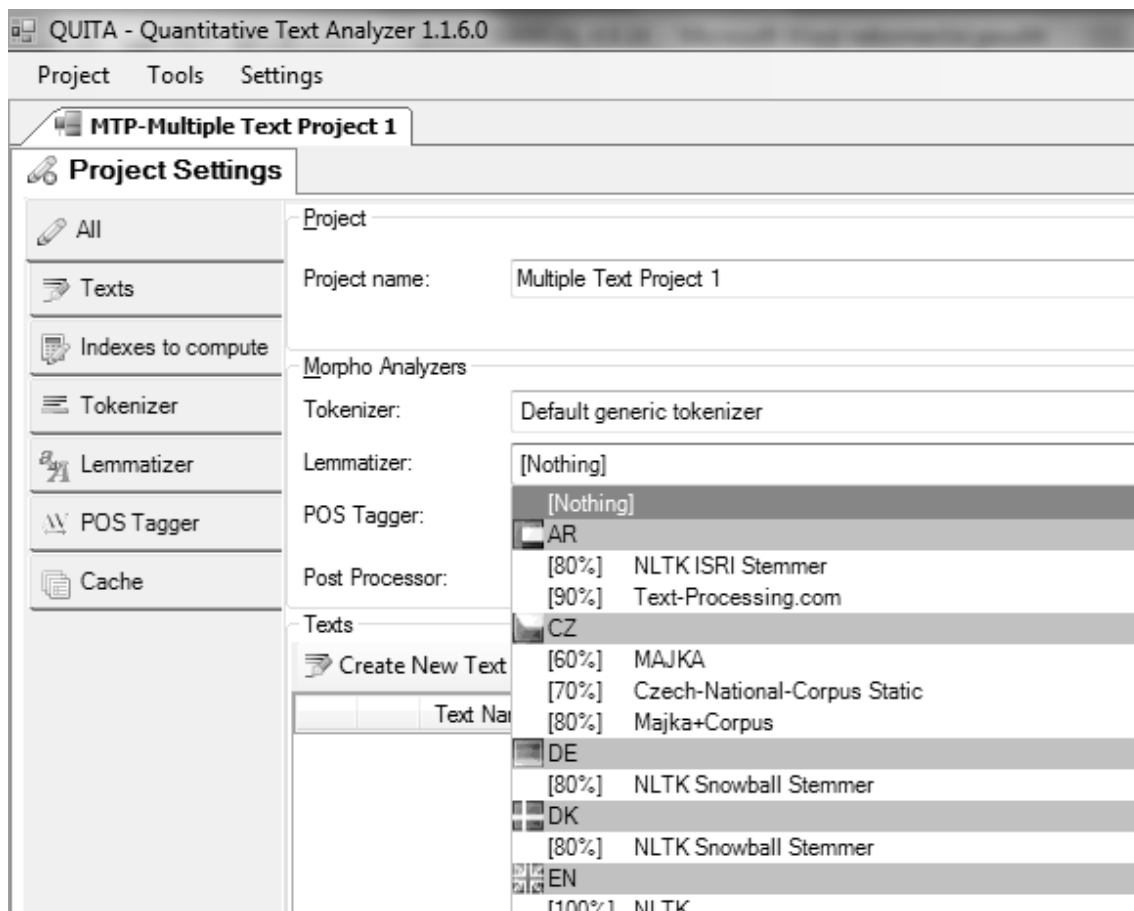 QUITA - Quantitative Text Analyzer 1.1.6.0
Project Tools Settings
MTP-Multiple Text Project 1
Project Settings
All
Texts
Indexes to compute
Tokenizer
Lemmatizer
POS Tagger
Cache
Project
Project name: Multiple Text Project 1
Morpho Analyzers
Tokenizer: Default generic tokenizer
Lemmatizer: [Nothing]
POS Tagger:
Post Processor:
[Nothing]
AR
[80%] NLTK ISRI Stemmer
[90%] Text-Processing.com
CZ
[60%] MAJKA
[70%] Czech-National-Corpus Static
[80%] Majka+Corpus
DE
[80%] NLTK Snowball Stemmer
DK
[80%] NLTK Snowball Stemmer
EN
[100%] NLTK
Texts
Create New Text
Text Na